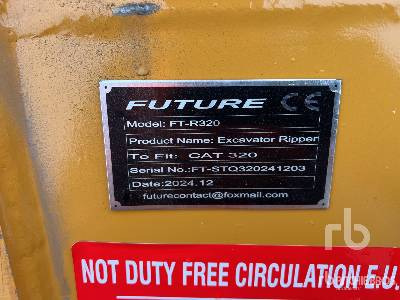 FUTURE CE
Model: FT-R320
Product Name: Excavator Ripper
To Fit: CAT 320
Serial No.:FT-STQ320241203
Date:2024.12
futurecontact@foxmail.com
rb
NOT DUTY FREE CIRCULATION E.U.